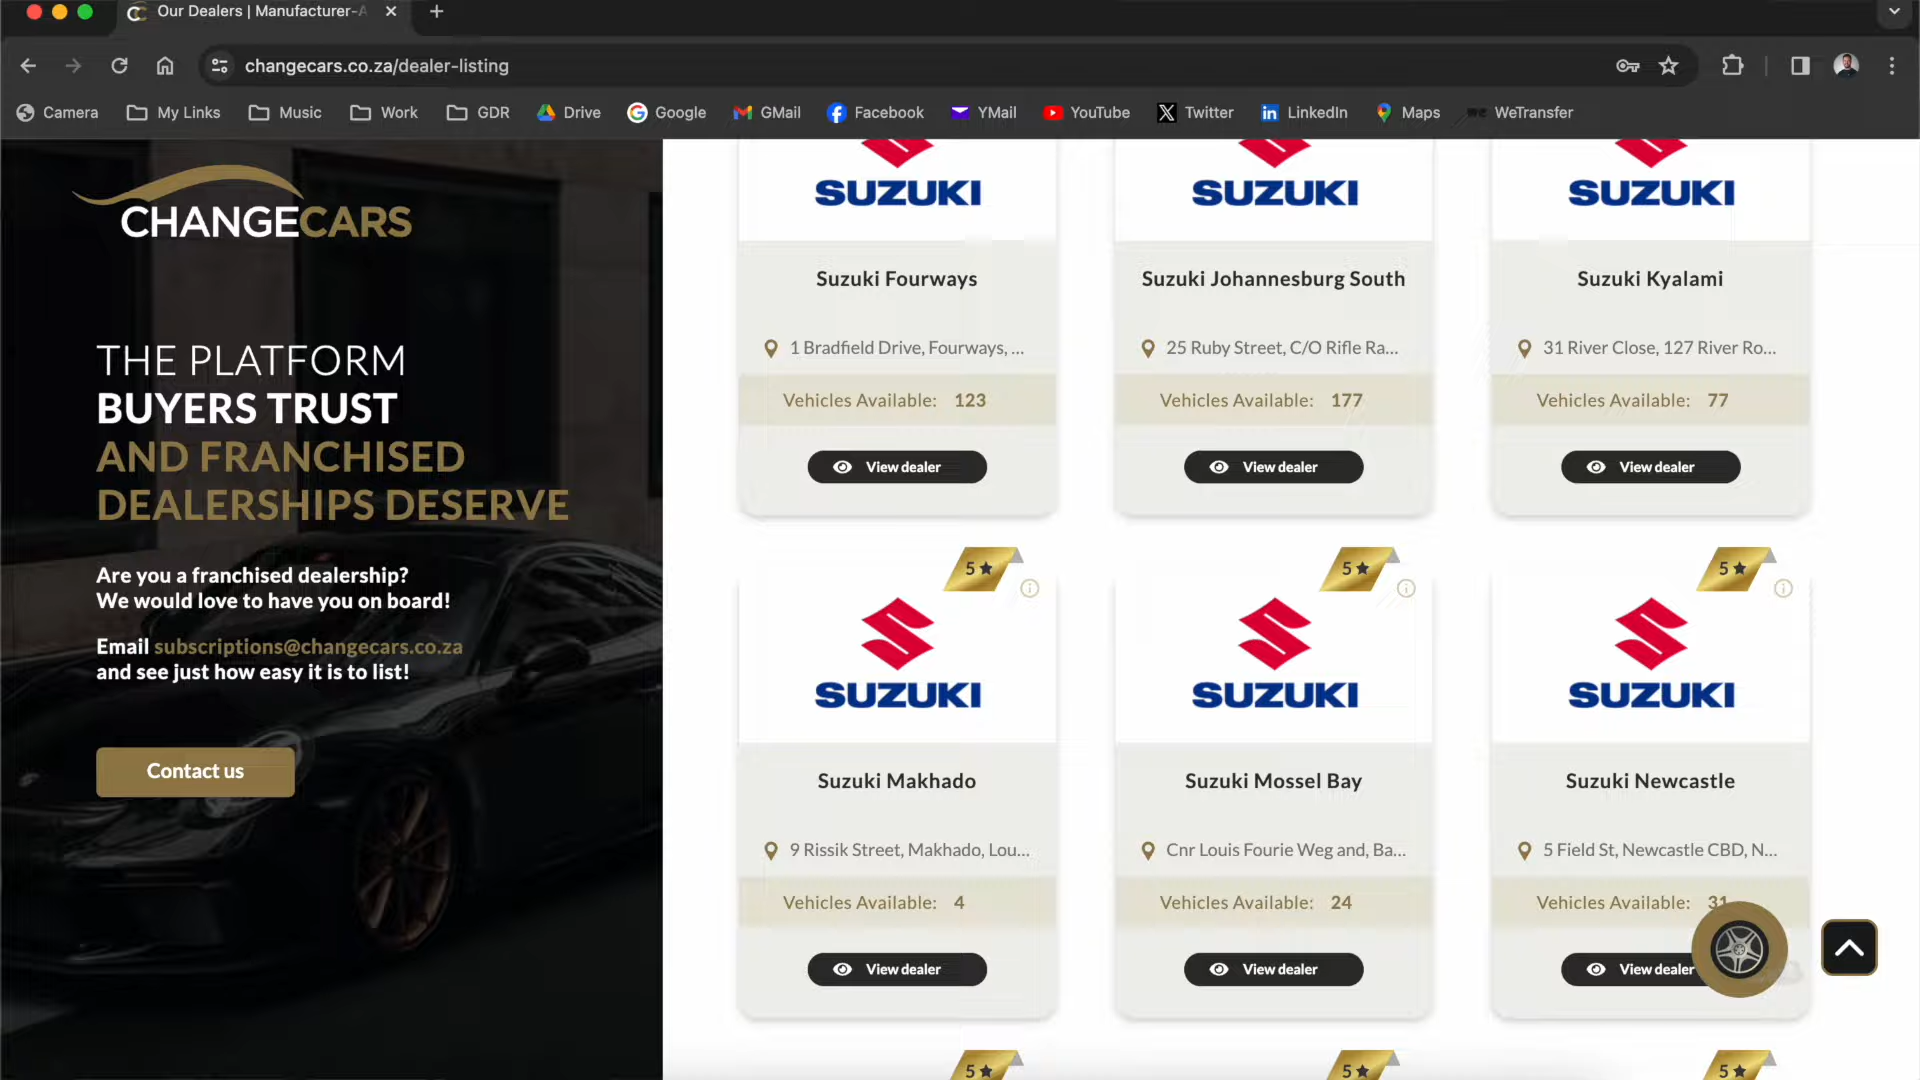 Our Dealers | Manufacturer-A
changecars.co.za/dealer-listing
Camera My Links Music Work GDR Drive Google GMail Facebook YMail YouTube Twitter LinkedIn Maps WeTransfer
CHANGECARS
THE PLATFORM
BUYERS TRUST
AND FRANCHISED
DEALERSHIPS DESERVE
Are you a franchised dealership?
We would love to have you on board!
Email subscriptions@changecars.co.za
and see just how easy it is to list!
Contact us
SUZUKI SUZUKI SUZUKI
Suzuki Fourways Suzuki Johannesburg South Suzuki Kyalami
1 Bradfield Drive, Fourways, ... 25 Ruby Street, C/O Rifle Ra... 31 River Close, 127 River Ro...
Vehicles Available: 123 Vehicles Available: 177 Vehicles Available: 77
View dealer View dealer View dealer
5★ 5★ 5★
SUZUKI SUZUKI SUZUKI
Suzuki Makhado Suzuki Mossel Bay Suzuki Newcastle
9 Rissik Street, Makhado, Lou... Cnr Louis Fourie Weg and, Ba... 5 Field St, Newcastle CBD, N...
Vehicles Available: 4 Vehicles Available: 24 Vehicles Available: 31
View dealer View dealer View dealer
5★ 5★ 5★